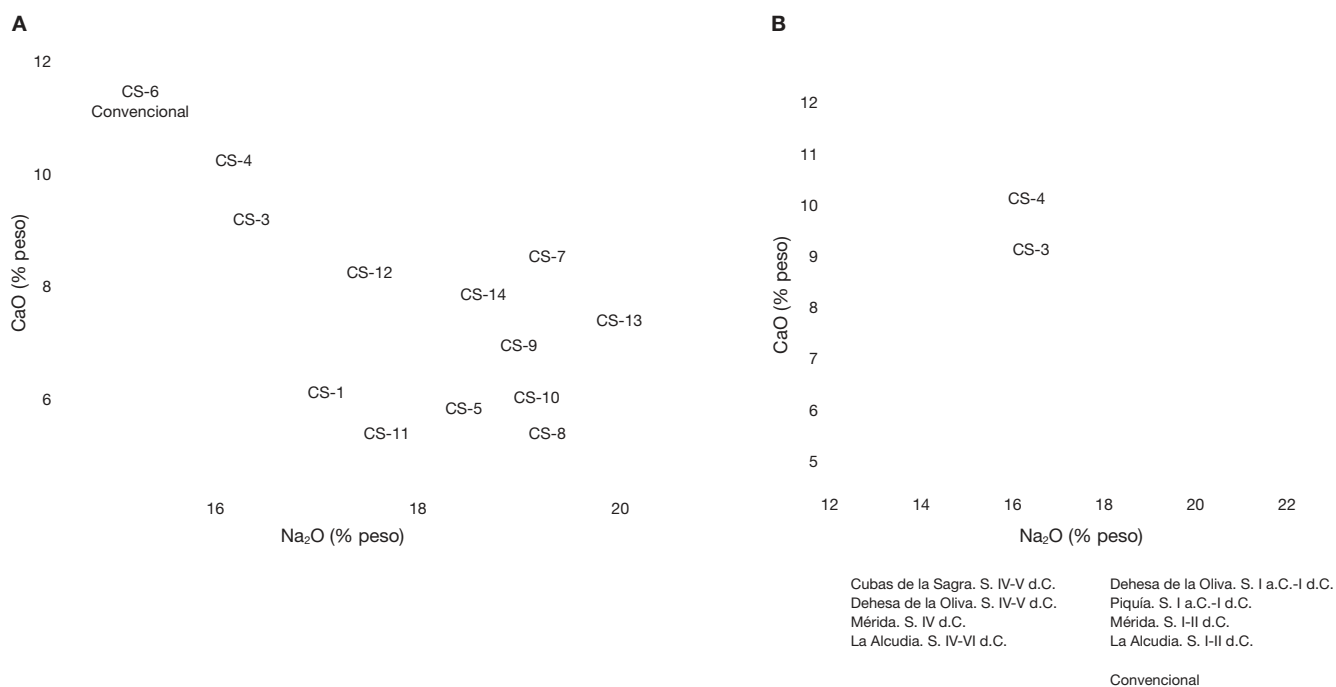 A
12
CS-6
Convencional
CS-4
10
CS-3
CS-7
CS-12
8
CS-14
CS-13
CS-9
CS-1
CS-10
6
CS-5
CS-11
CS-8
CaO (% peso)
16 18 20
Na₂O (% peso)
B
12
11
CS-4
10
CS-3
9
8
7
6
5
CaO (% peso)
12 14 16 18 20 22
Na₂O (% peso)
Cubas de la Sagra. S. IV-V d.C.
Dehesa de la Oliva. S. IV-V d.C.
Mérida. S. IV d.C.
La Alcudia. S. IV-VI d.C.
Dehesa de la Oliva. S. I a.C.-I d.C.
Piquía. S. I a.C.-I d.C.
Mérida. S. I-II d.C.
La Alcudia. S. I-II d.C.
Convencional